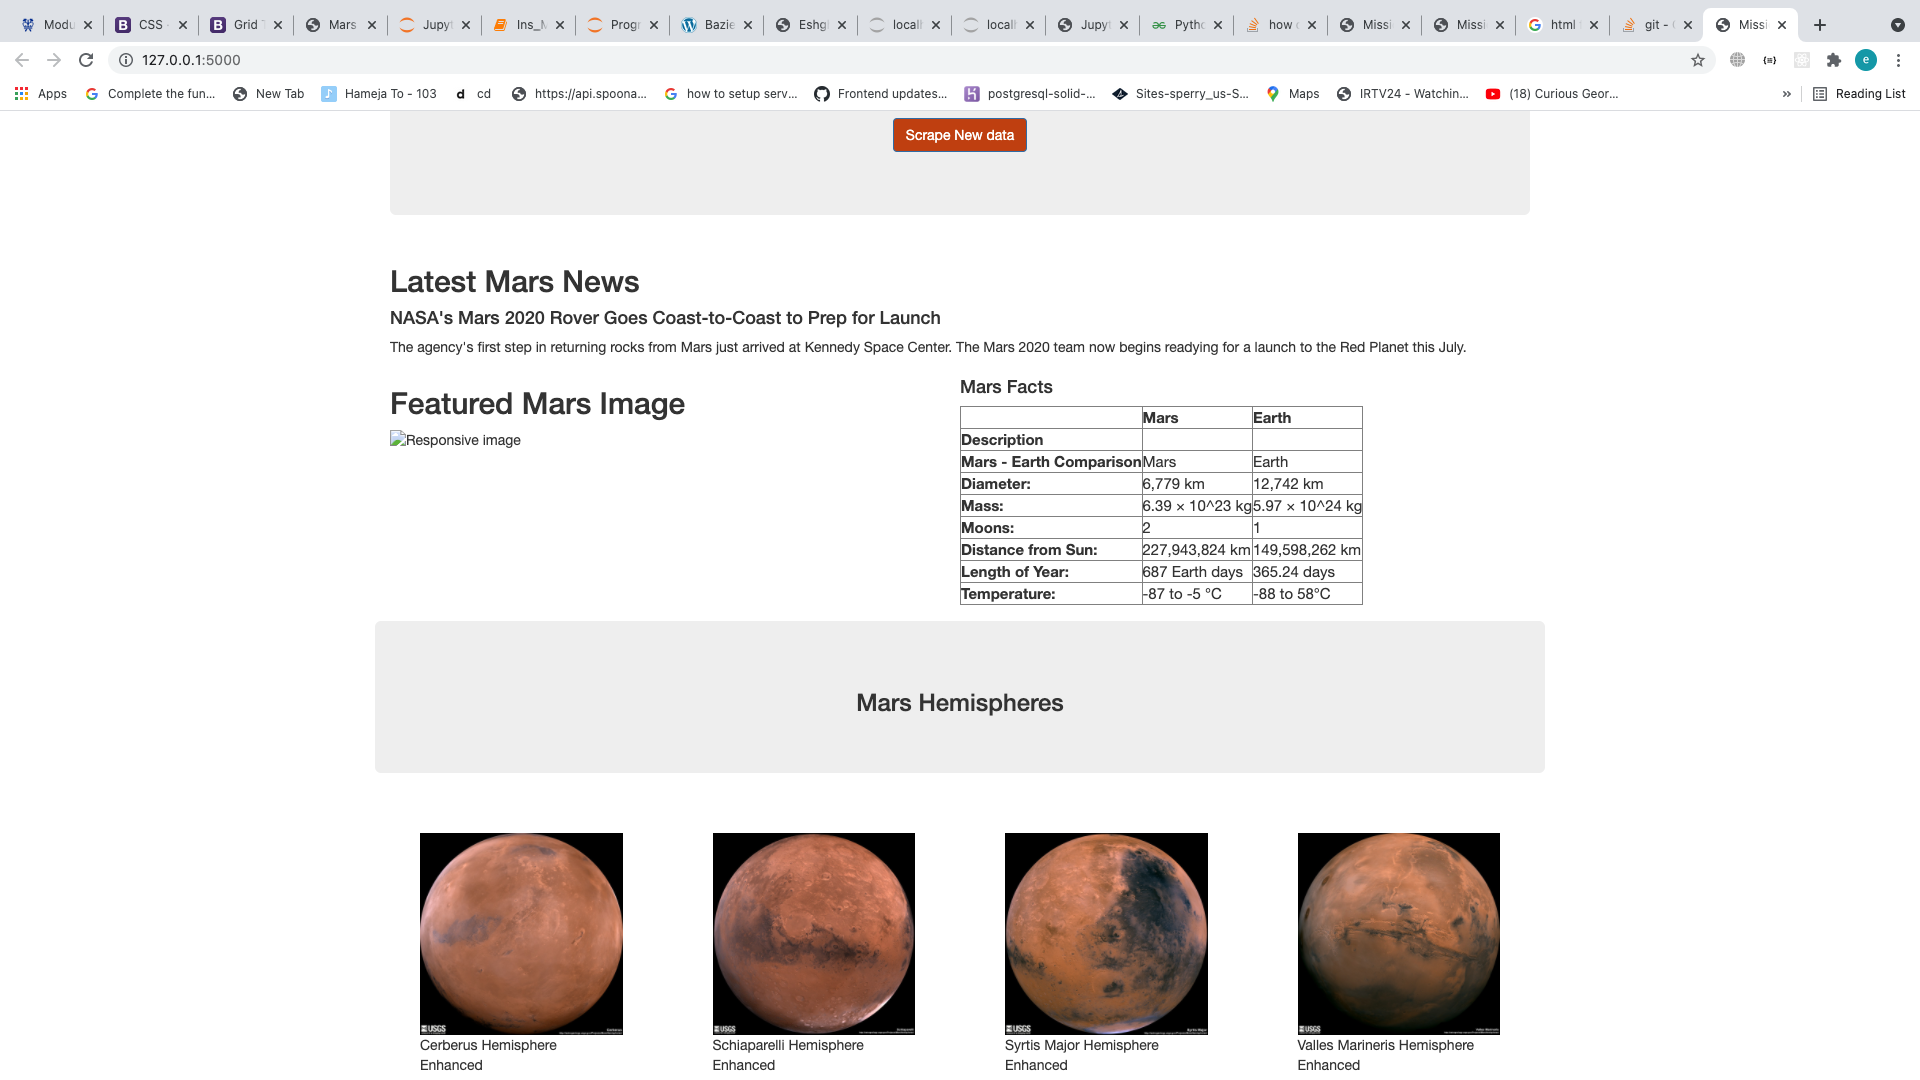 Modu CSS Grid Mars Jupyt Ins_M Progr Bazie Eshgl locall locall Jupyt Pytho how Missi Missi html git - Missi
127.0.0.1:5000
Apps Complete the fun... New Tab Hameja To - 103 cd https://api.spoona... how to setup serv... Frontend updates... postgresql-solid-... Sites-sperry_us-S... Maps IRTV24 - Watchin... (18) Curious Geor... » Reading List
Scrape New data
Latest Mars News
NASA's Mars 2020 Rover Goes Coast-to-Coast to Prep for Launch
The agency's first step in returning rocks from Mars just arrived at Kennedy Space Center. The Mars 2020 team now begins readying for a launch to the Red Planet this July.
Featured Mars Image
Responsive image
Mars Facts
Mars Earth
Description
Mars - Earth Comparison Mars Earth
Diameter: 6,779 km 12,742 km
Mass: 6.39 × 10^23 kg 5.97 × 10^24 kg
Moons: 2 1
Distance from Sun: 227,943,824 km 149,598,262 km
Length of Year: 687 Earth days 365.24 days
Temperature: -87 to -5 °C -88 to 58°C
Mars Hemispheres
USGS USGS USGS USGS
Cerberus Hemisphere
Enhanced
Schiaparelli Hemisphere
Enhanced
Syrtis Major Hemisphere
Enhanced
Valles Marineris Hemisphere
Enhanced